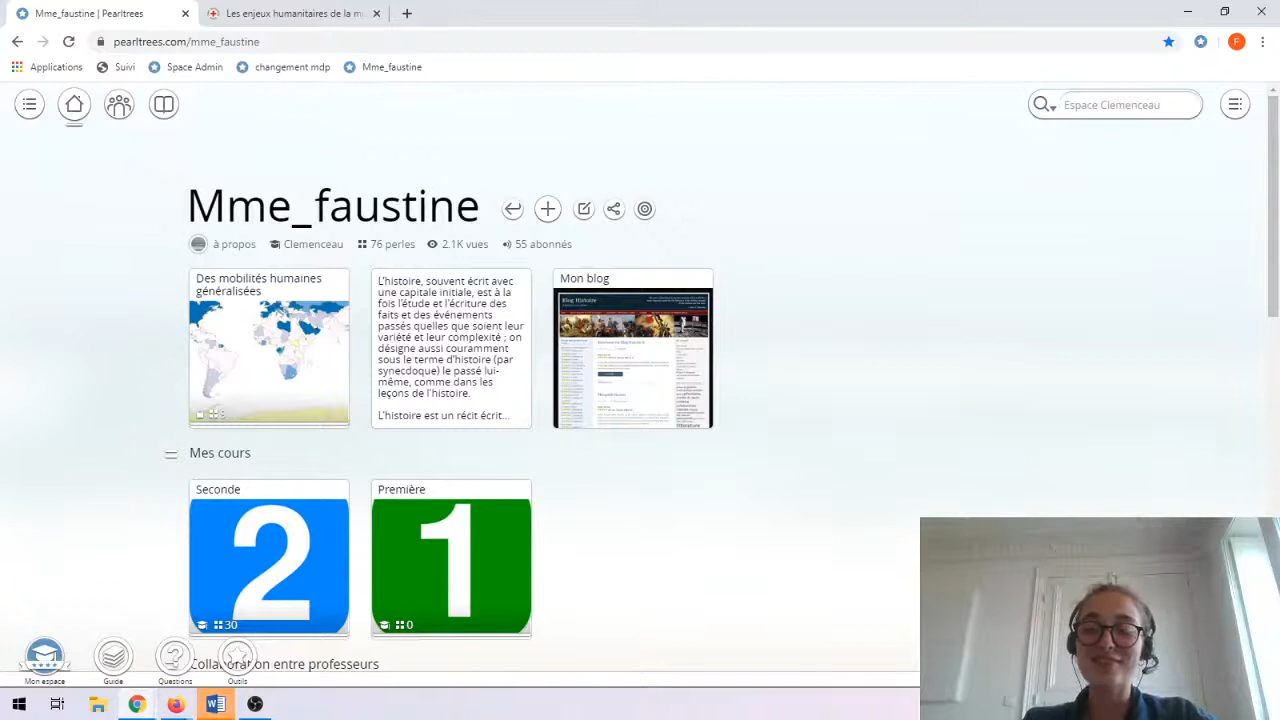 Mme_faustine | Pearltrees
Les enjeux humanitaires de la m
pearltrees.com/mme_faustine
F
Applications
Suivi
Space Admin
changement mdp
Mme_faustine
Espace Clemenceau
Mme_faustine
à propos
Clemenceau
76 perles
2.1K vues
55 abonnés
Des mobilités humaines
généralisées
L'histoire, souvent écrit avec
une capitale initiale, est à la
fois l'étude et l'écriture des
faits et des événements
passés quelles que soient leur
variété et leur complexité ; on
désigne aussi couramment
sous le terme d'histoire (par
synecdoque) le passé lui-
même, comme dans les
leçons de l'histoire.
L'histoire est un récit écrit...
Mon blog
Blog Histoire
Mes cours
Seconde
2
30
Première
1
0
Collaboration entre professeurs
Mon espace
Guide
Questions
Outils